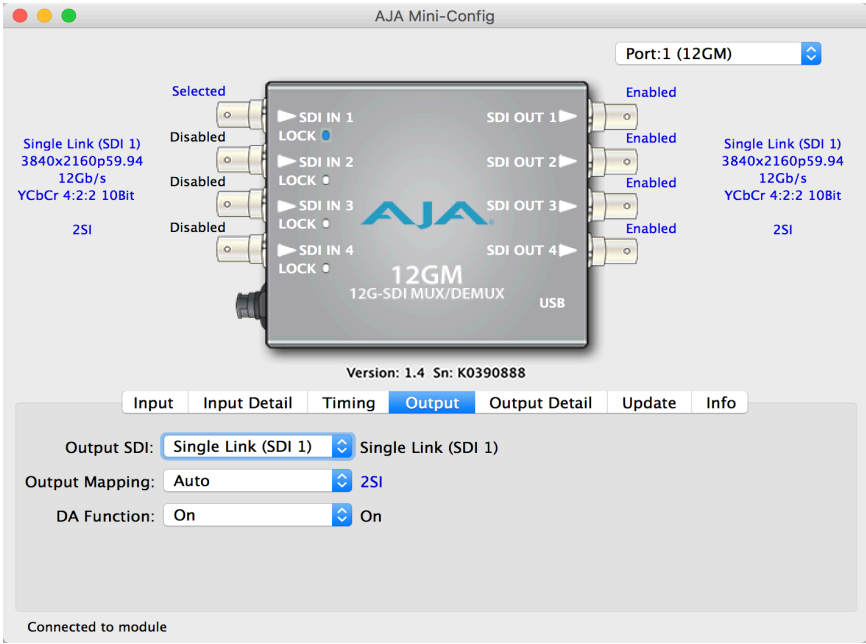 AJA Mini-Config
Port:1 (12GM)
Selected
Disabled
Disabled
Disabled
Single Link (SDI 1)
3840x2160p59.94
12Gb/s
YCbCr 4:2:2 10Bit
2SI
SDI IN 1
LOCK
SDI IN 2
LOCK
SDI IN 3
LOCK
SDI IN 4
LOCK
SDI OUT 1
SDI OUT 2
SDI OUT 3
SDI OUT 4
AJA
12GM
12G-SDI MUX/DEMUX
USB
Enabled
Enabled
Enabled
Enabled
Single Link (SDI 1)
3840x2160p59.94
12Gb/s
YCbCr 4:2:2 10Bit
2SI
Version: 1.4 Sn: K0390888
Input Input Detail Timing Output Output Detail Update Info
Output SDI: Single Link (SDI 1) Single Link (SDI 1)
Output Mapping: Auto 2SI
DA Function: On On
Connected to module